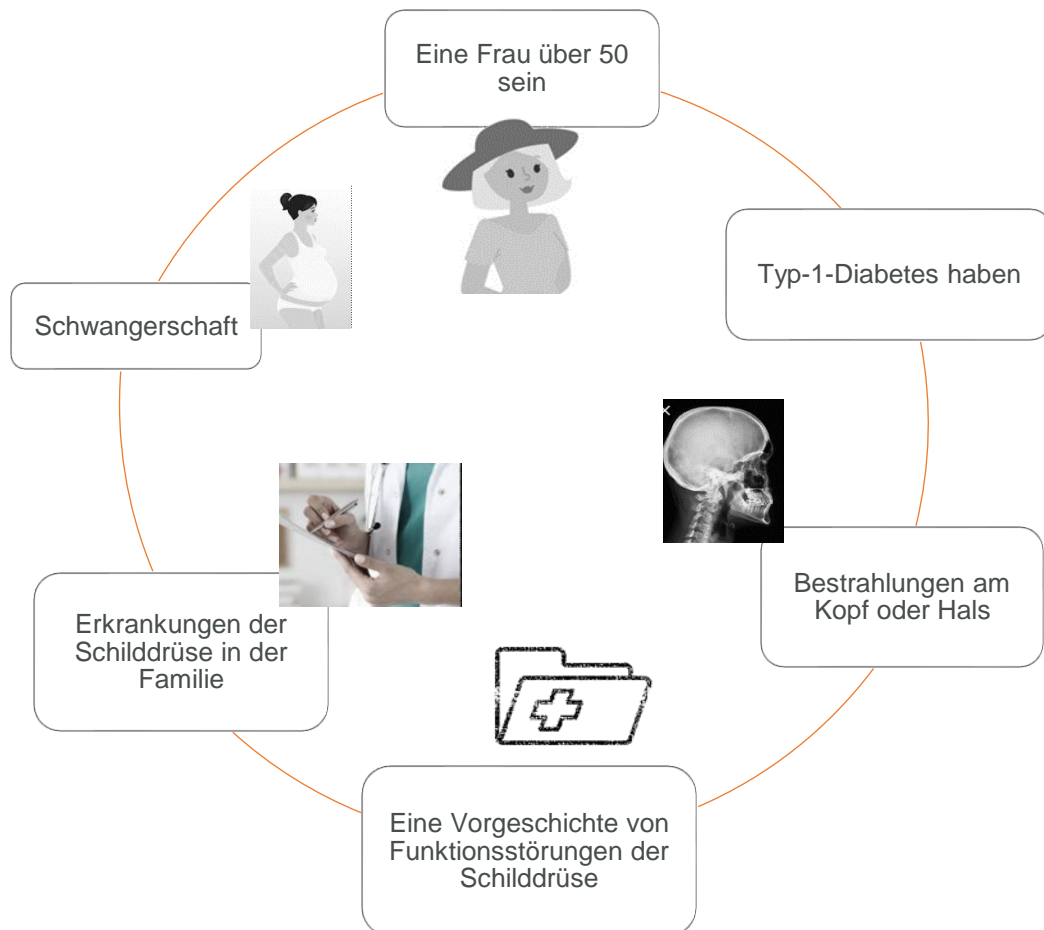 Eine Frau über 50
sein
Typ-1-Diabetes haben
Schwangerschaft
Bestrahlungen am
Kopf oder Hals
Erkrankungen der
Schilddrüse in der
Familie
Eine Vorgeschichte von
Funktionsstörungen der
Schilddrüse